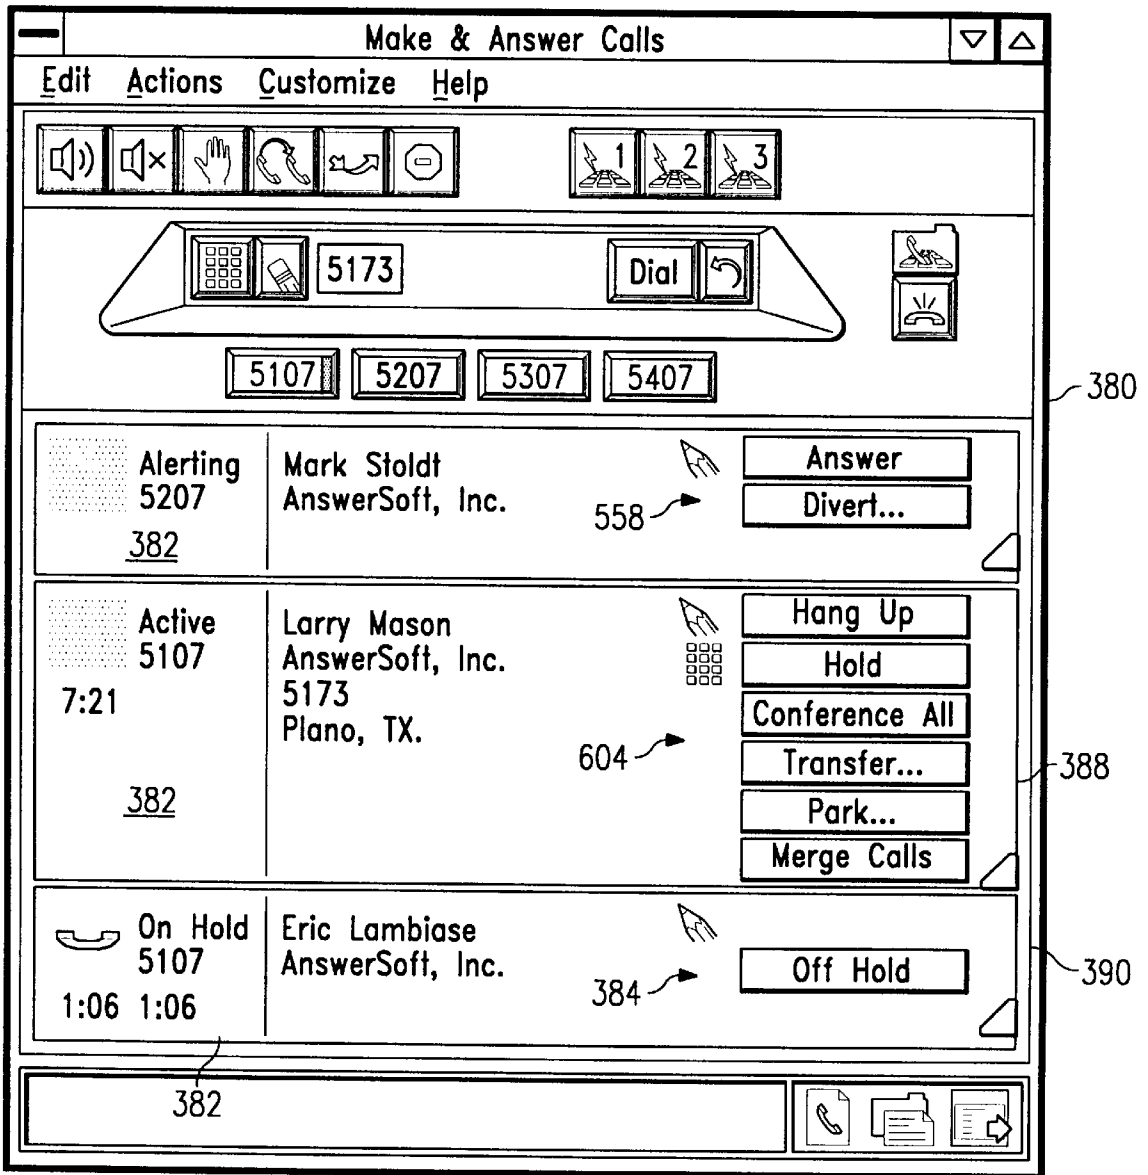 Make & Answer Calls
Edit Actions Customize Help
1 2 3
5173 Dial
5107 5207 5307 5407
380
Alerting
5207
382
Mark Stoldt
AnswerSoft, Inc.
558
Answer
Divert...
Active
5107
7:21
382
Larry Mason
AnswerSoft, Inc.
5173
Plano, TX.
604
Hang Up
Hold
Conference All
Transfer...
Park...
Merge Calls
388
On Hold
5107
1:06 1:06
Eric Lambiase
AnswerSoft, Inc.
384
Off Hold
390
382